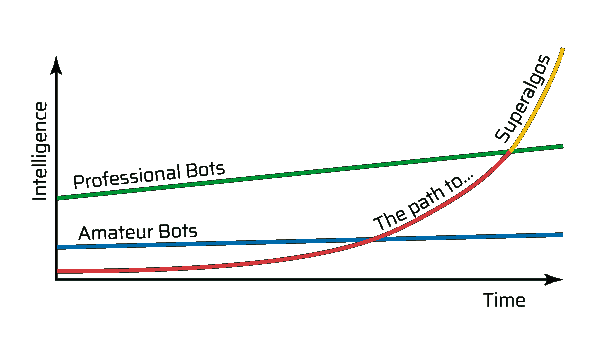 Superalgos
Intelligence
Professional Bots
The path to...
Amateur Bots
Time